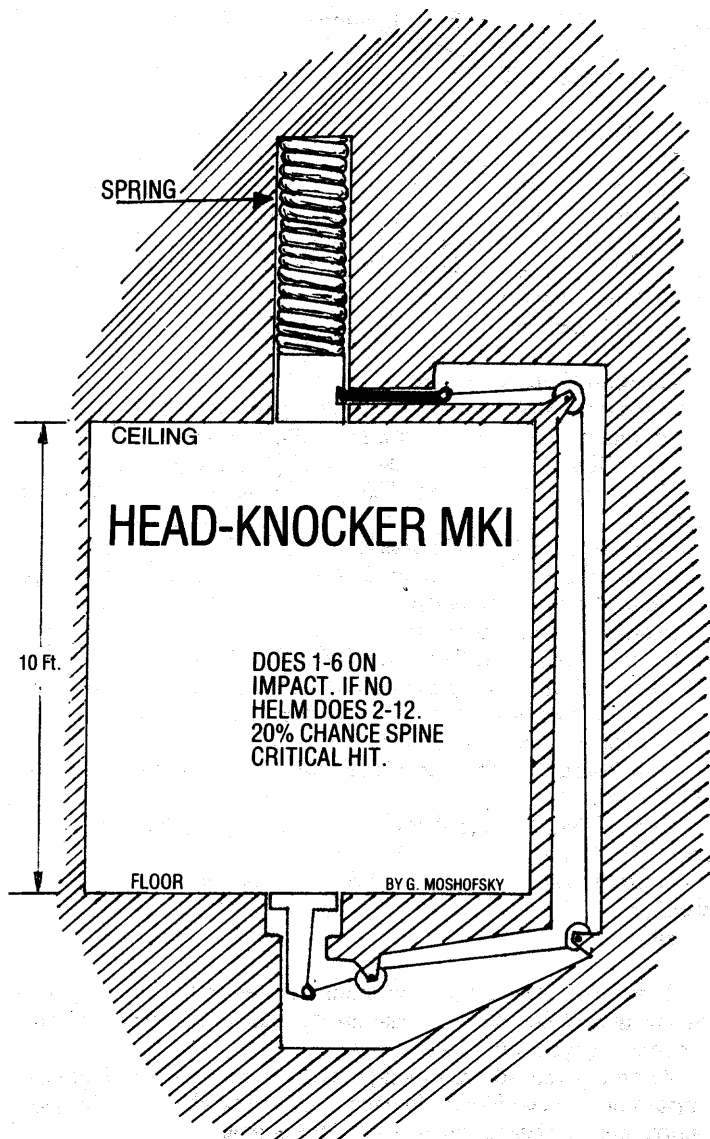 SPRING
CEILING
HEAD-KNOCKER MKI
10 Ft.
DOES 1-6 ON
IMPACT. IF NO
HELM DOES 2-12.
20% CHANCE SPINE
CRITICAL HIT.
FLOOR
BY G. MOSHOFSKY